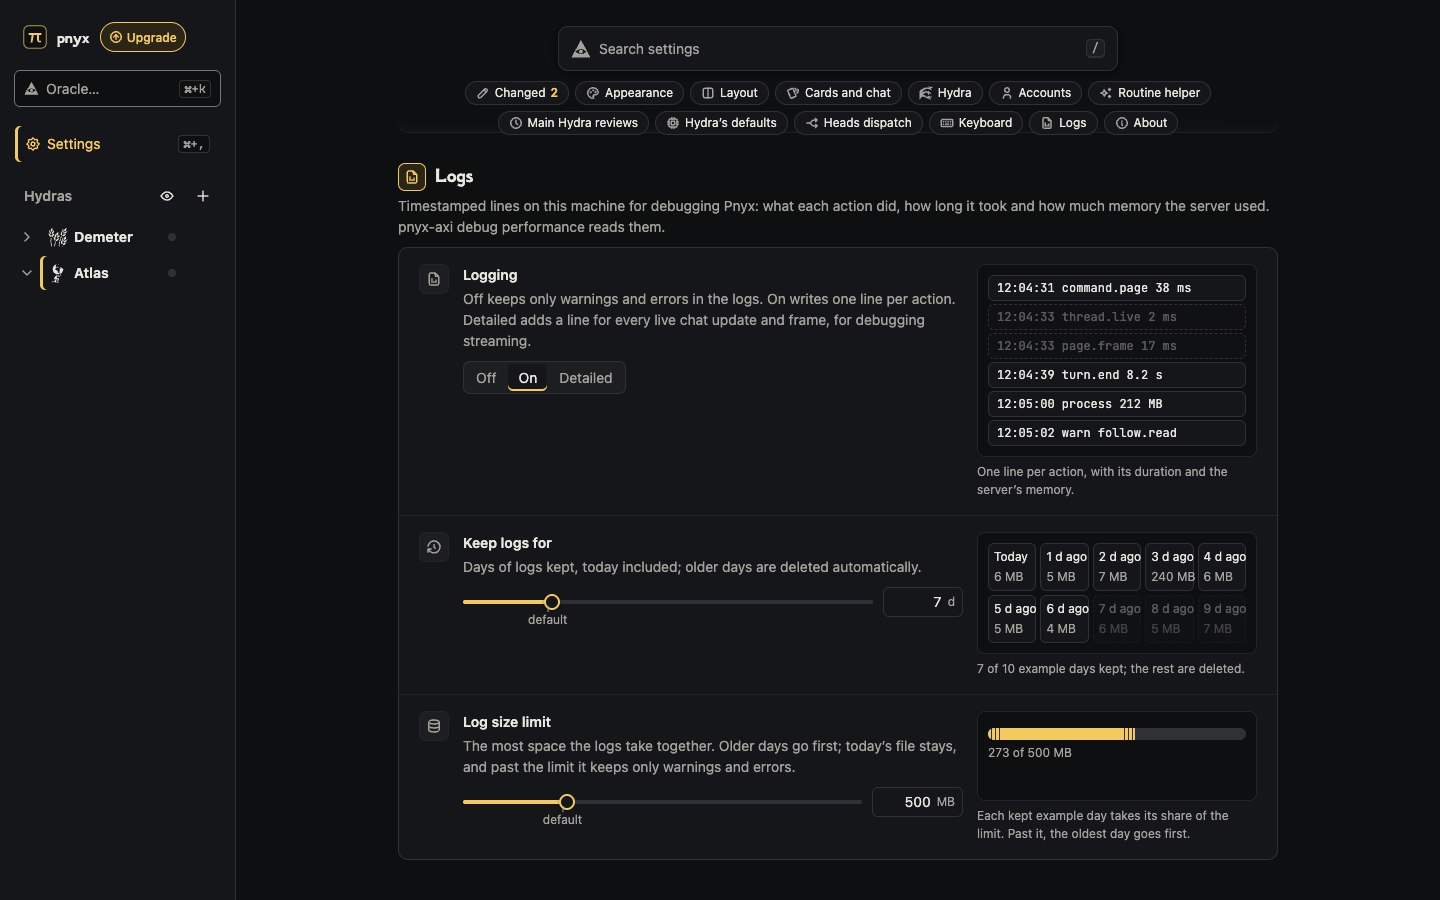 pnyx
Upgrade
Oracle...
⌘+k
Settings
⌘+,
Hydras
Demeter
Atlas
Search settings
/
Changed 2
Appearance
Layout
Cards and chat
Hydra
Accounts
Routine helper
Main Hydra reviews
Hydra’s defaults
Heads dispatch
Keyboard
Logs
About
Logs
Timestamped lines on this machine for debugging Pnyx: what each action did, how long it took and how much memory the server used.
pnyx-axi debug performance reads them.
Logging
Off keeps only warnings and errors in the logs. On writes one line per action.
Detailed adds a line for every live chat update and frame, for debugging
streaming.
Off
On
Detailed
12:04:31 command.page 38 ms
12:04:33 thread.live 2 ms
12:04:33 page.frame 17 ms
12:04:39 turn.end 8.2 s
12:05:00 process 212 MB
12:05:02 warn follow.read
One line per action, with its duration and the
server’s memory.
Keep logs for
Days of logs kept, today included; older days are deleted automatically.
7 d
default
Today 1 d ago 2 d ago 3 d ago 4 d ago
6 MB 5 MB 7 MB 240 MB 6 MB
5 d ago 6 d ago 7 d ago 8 d ago 9 d ago
5 MB 4 MB 6 MB 5 MB 7 MB
7 of 10 example days kept; the rest are deleted.
Log size limit
The most space the logs take together. Older days go first; today’s file stays,
and past the limit it keeps only warnings and errors.
500 MB
default
273 of 500 MB
Each kept example day takes its share of the
limit. Past it, the oldest day goes first.